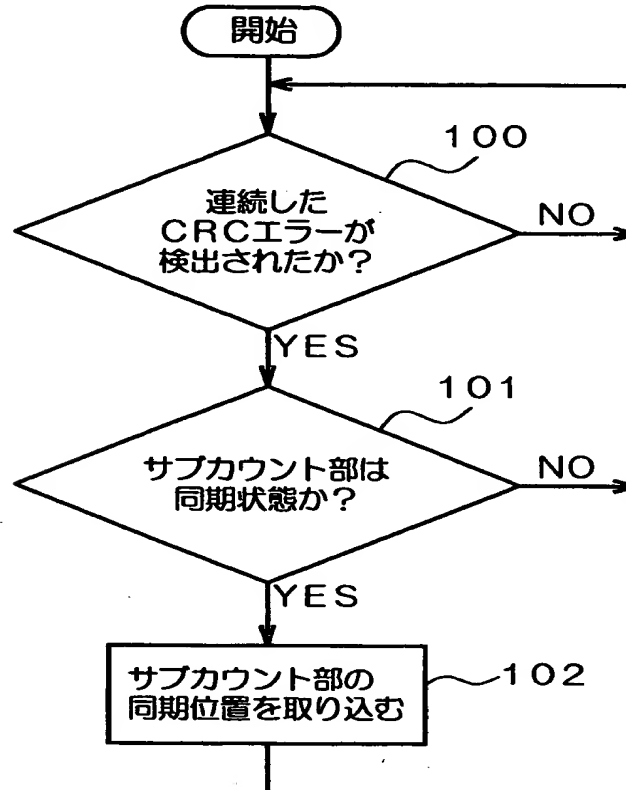 開始
100
連続した
CRCエラーが
検出されたか?
NO
YES
101
サブカウント部は
同期状態か?
NO
YES
102
サブカウント部の
同期位置を取り込む